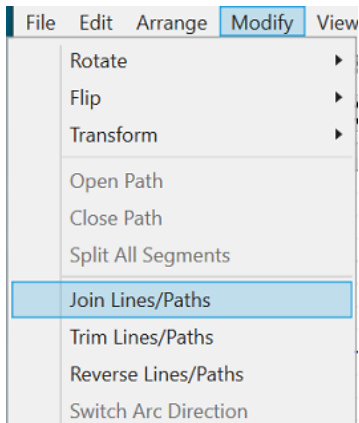 File Edit Arrange Modify View
Rotate
Flip
Transform
Open Path
Close Path
Split All Segments
Join Lines/Paths
Trim Lines/Paths
Reverse Lines/Paths
Switch Arc Direction